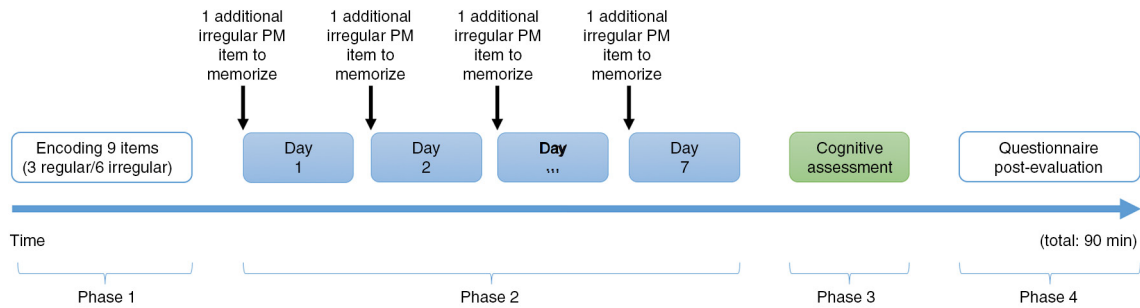 1 additional
irregular PM
item to
memorize
1 additional
irregular PM
item to
memorize
1 additional
irregular PM
item to
memorize
1 additional
irregular PM
item to
memorize
Encoding 9 items
(3 regular/6 irregular)
Day
1
Day
2
Day
...
Day
7
Cognitive
assessment
Questionnaire
post-evaluation
Time
(total: 90 min)
Phase 1
Phase 2
Phase 3
Phase 4